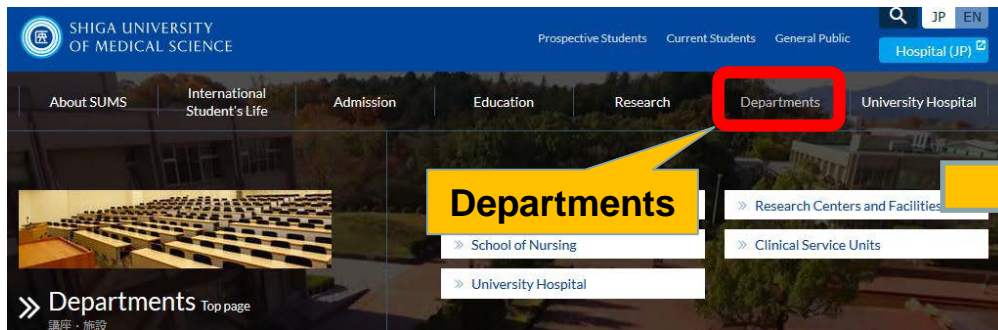 SHIGA UNIVERSITY
OF MEDICAL SCIENCE
Prospective Students Current Students General Public
JP EN
Hospital (JP)
About SUMS
International
Student's Life
Admission
Education
Research
Departments
University Hospital
Departments
Research Centers and Facilities
School of Nursing
Clinical Service Units
University Hospital
Departments Top page
講座・施設